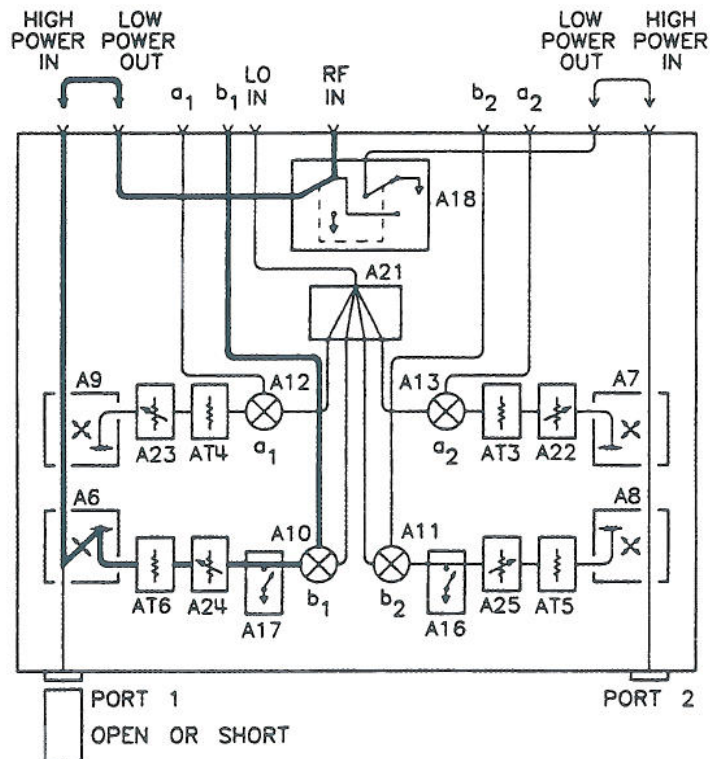 HIGH POWER IN
LOW POWER OUT
a1
b1
LO IN
RF IN
b2
a2
LOW POWER OUT
HIGH POWER IN
A18
A21
A9
A12
A13
A7
A23
AT4
a1
a2
AT3
A22
A6
A10
A11
A8
AT6
A24
A17
b1
b2
A16
A25
AT5
PORT 1
PORT 2
OPEN OR SHORT